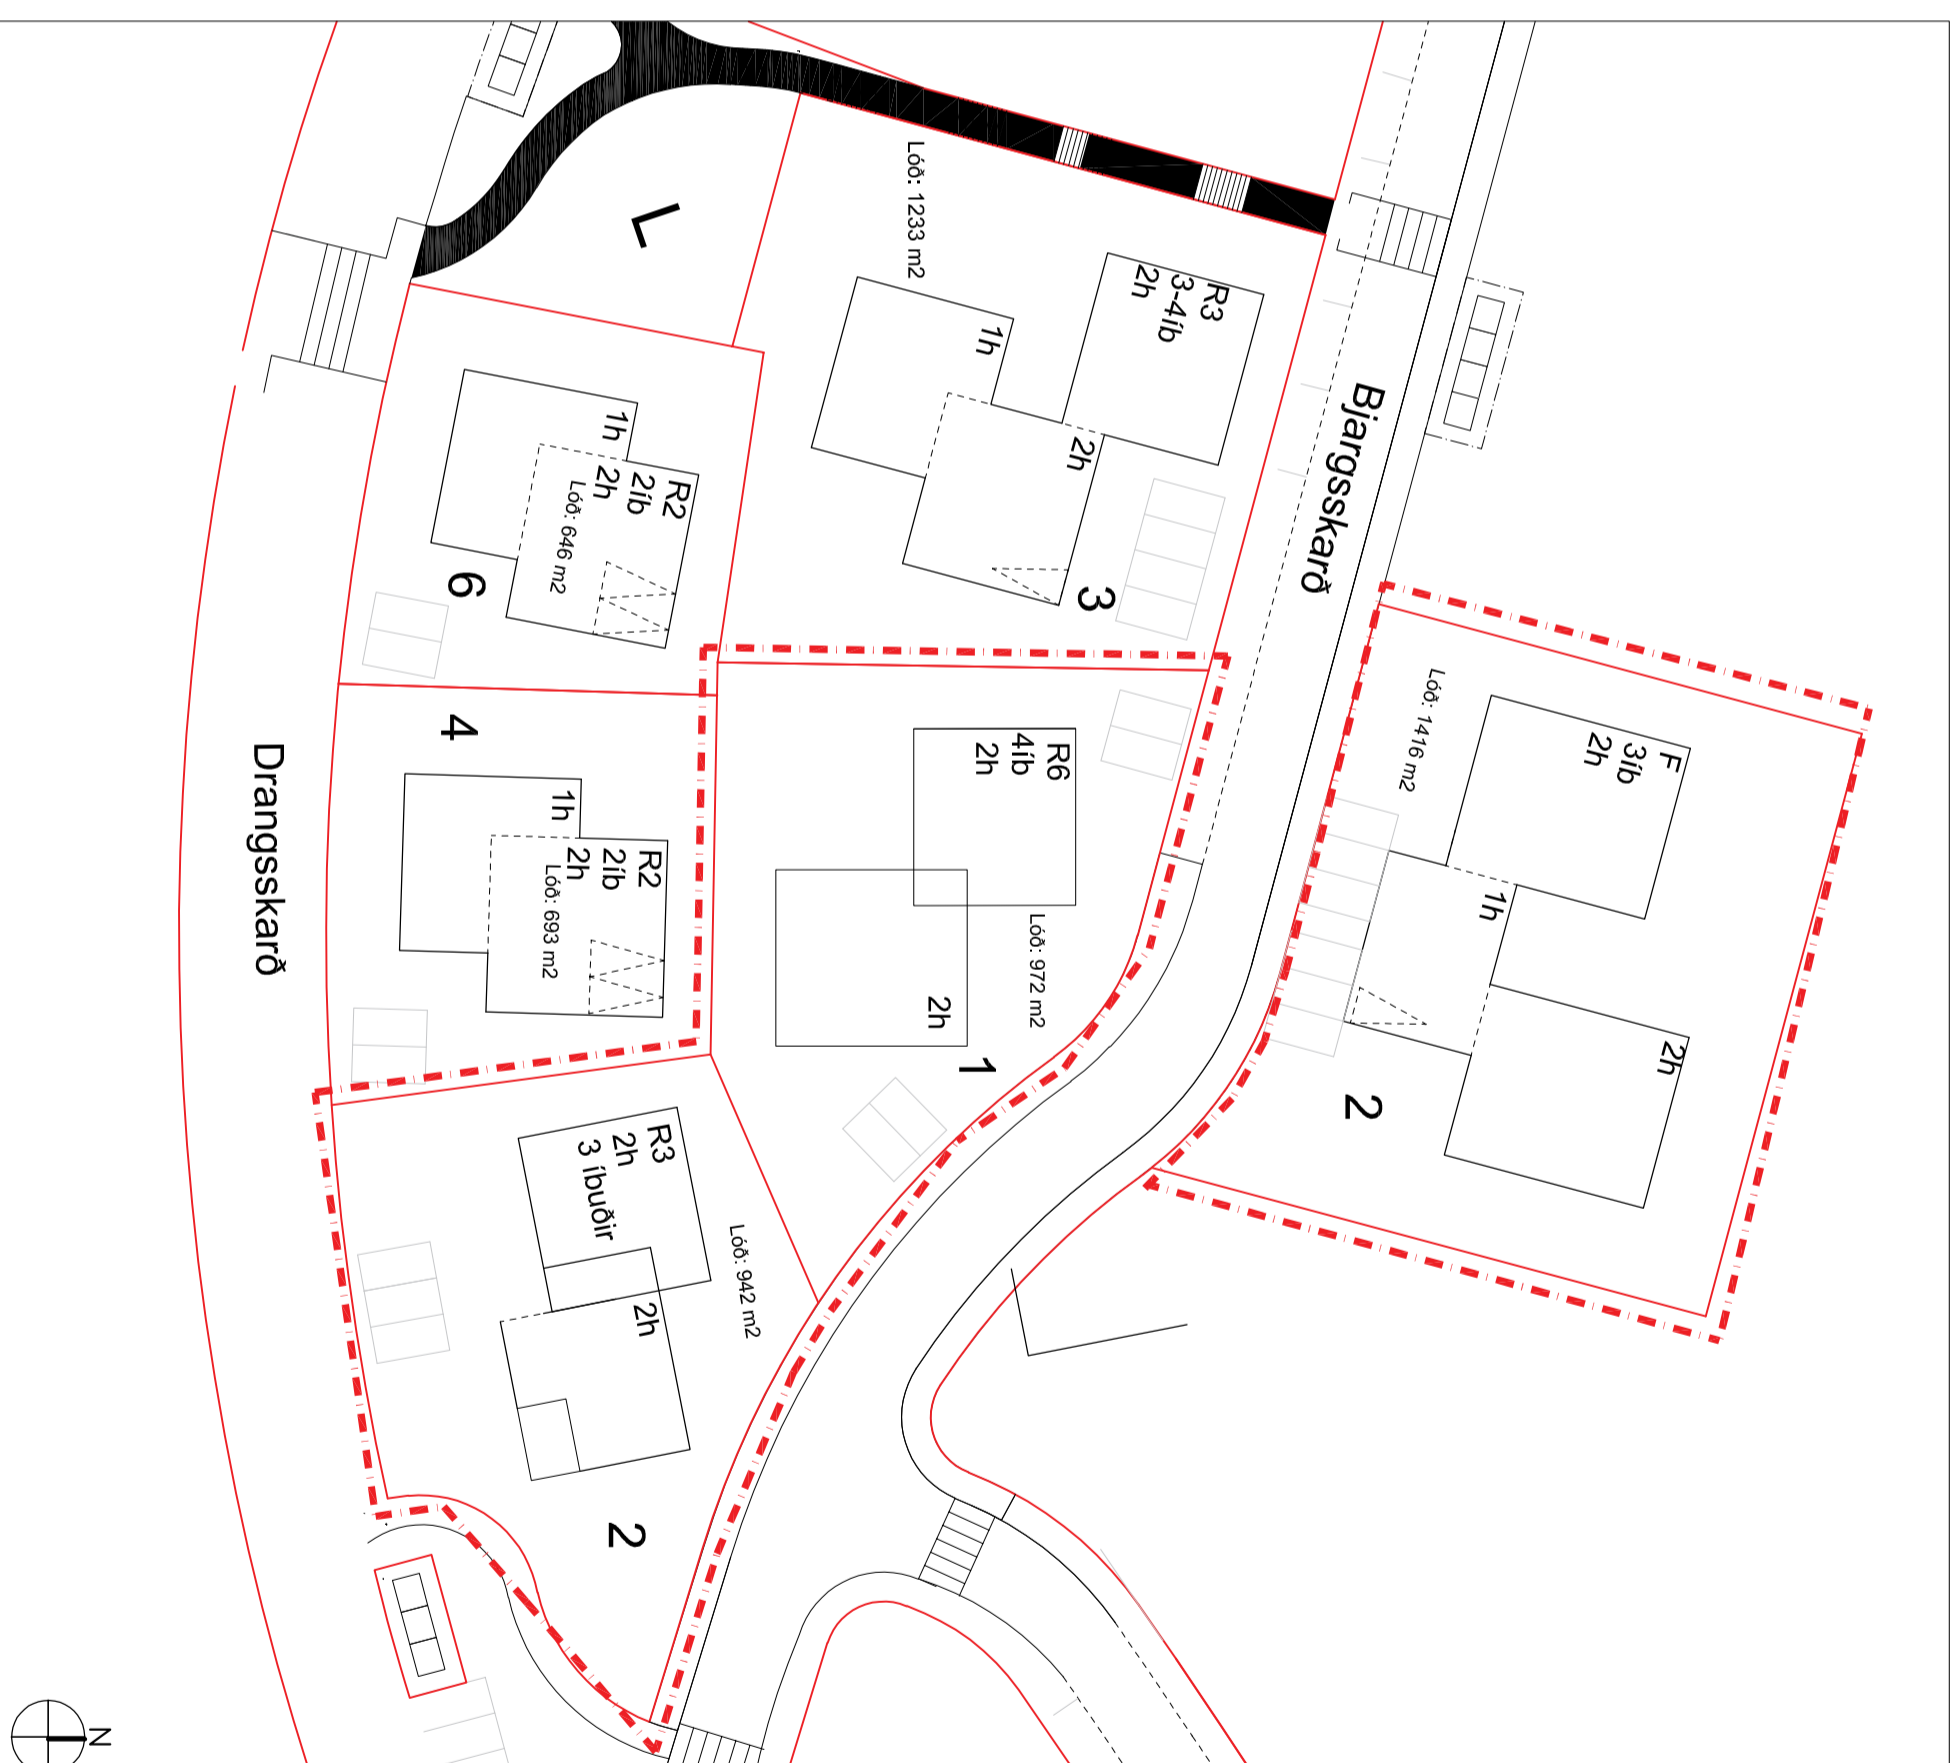 Lóð: 1233 m2
L
R3
3-4íb
2h
1h
2h
3
Bjargsskarð
R2
2íb
2h
1h
Lóð: 646 m2
6
4
R2
2íb
2h
1h
Lóð: 693 m2
Drangsskarð
R6
4íb
2h
2h
Lóð: 972 m2
1
Lóð: 1416 m2
F
3íb
2h
1h
2h
2
R3
2h
3 íbuðir
2h
Lóð: 942 m2
2
N